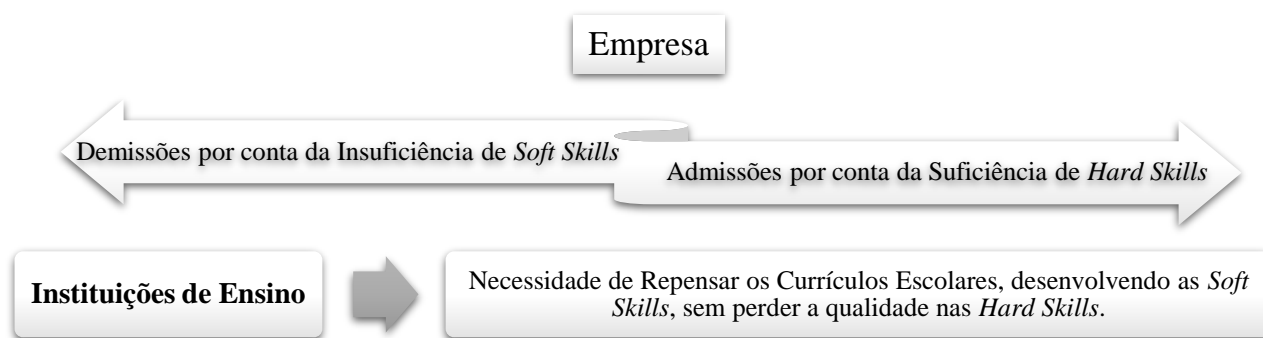 Empresa
Demissões por conta da Insuficiência de Soft Skills
Admissões por conta da Suficiência de Hard Skills
Instituições de Ensino
Necessidade de Repensar os Currículos Escolares, desenvolvendo as Soft
Skills, sem perder a qualidade nas Hard Skills.